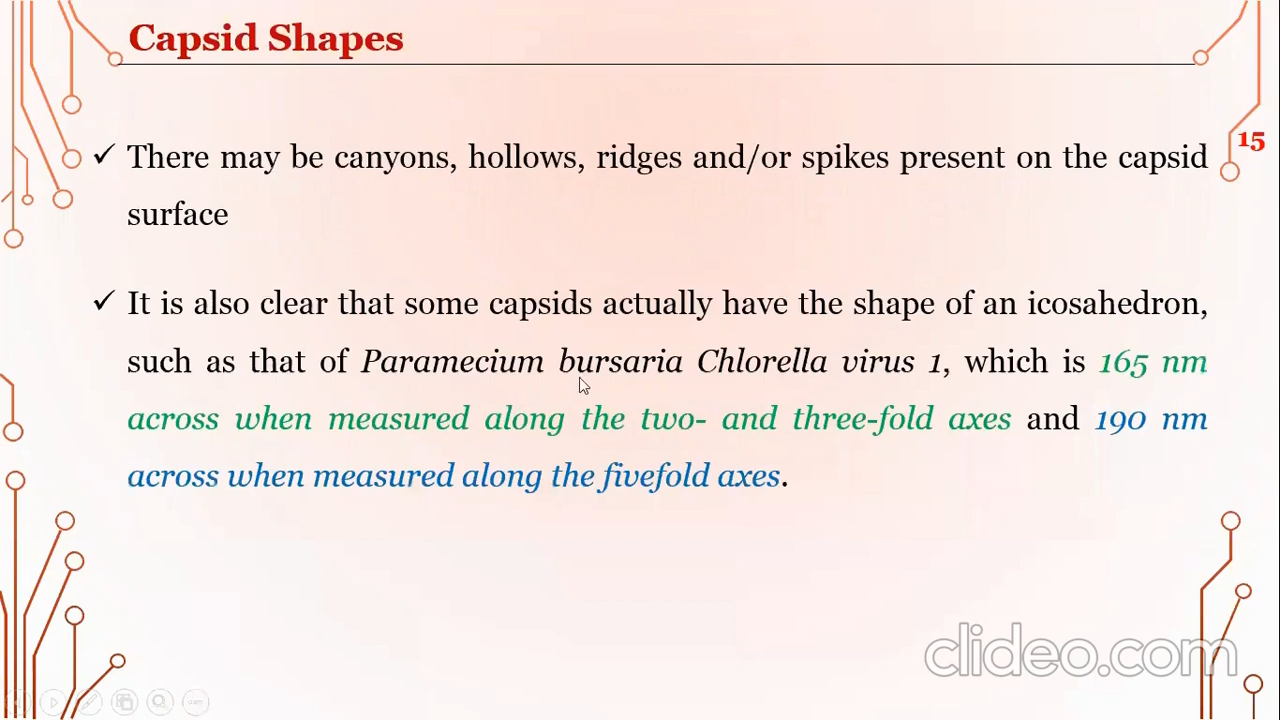 Capsid Shapes
15
✓ There may be canyons, hollows, ridges and/or spikes present on the capsid
surface
✓ It is also clear that some capsids actually have the shape of an icosahedron,
such as that of Paramecium bursaria Chlorella virus 1, which is 165 nm
across when measured along the two- and three-fold axes and 190 nm
across when measured along the fivefold axes.
clideo.com